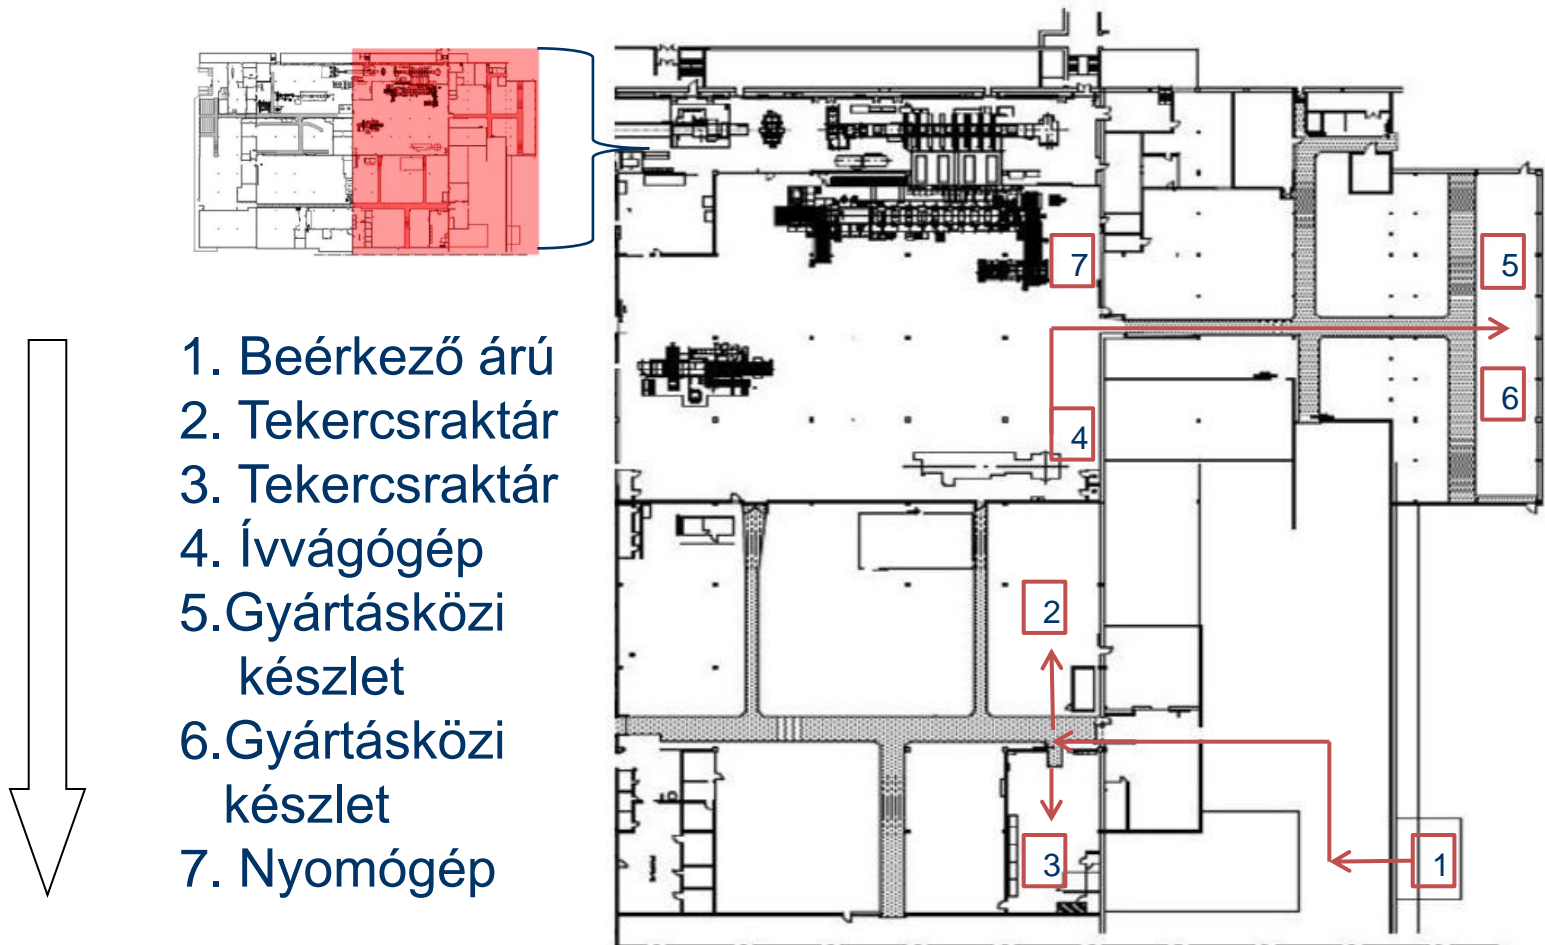 1. Beérkező árú
2. Tekercsraktár
3. Tekercsraktár
4. Ívvágógép
5.Gyártásközi
készlet
6.Gyártásközi
készlet
7. Nyomógép
7
5
6
4
2
3
1